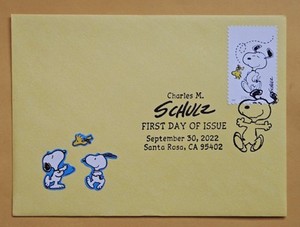 Charles M.
SCHULZ
FIRST DAY OF ISSUE
September 30, 2022
Santa Rosa, CA 95402